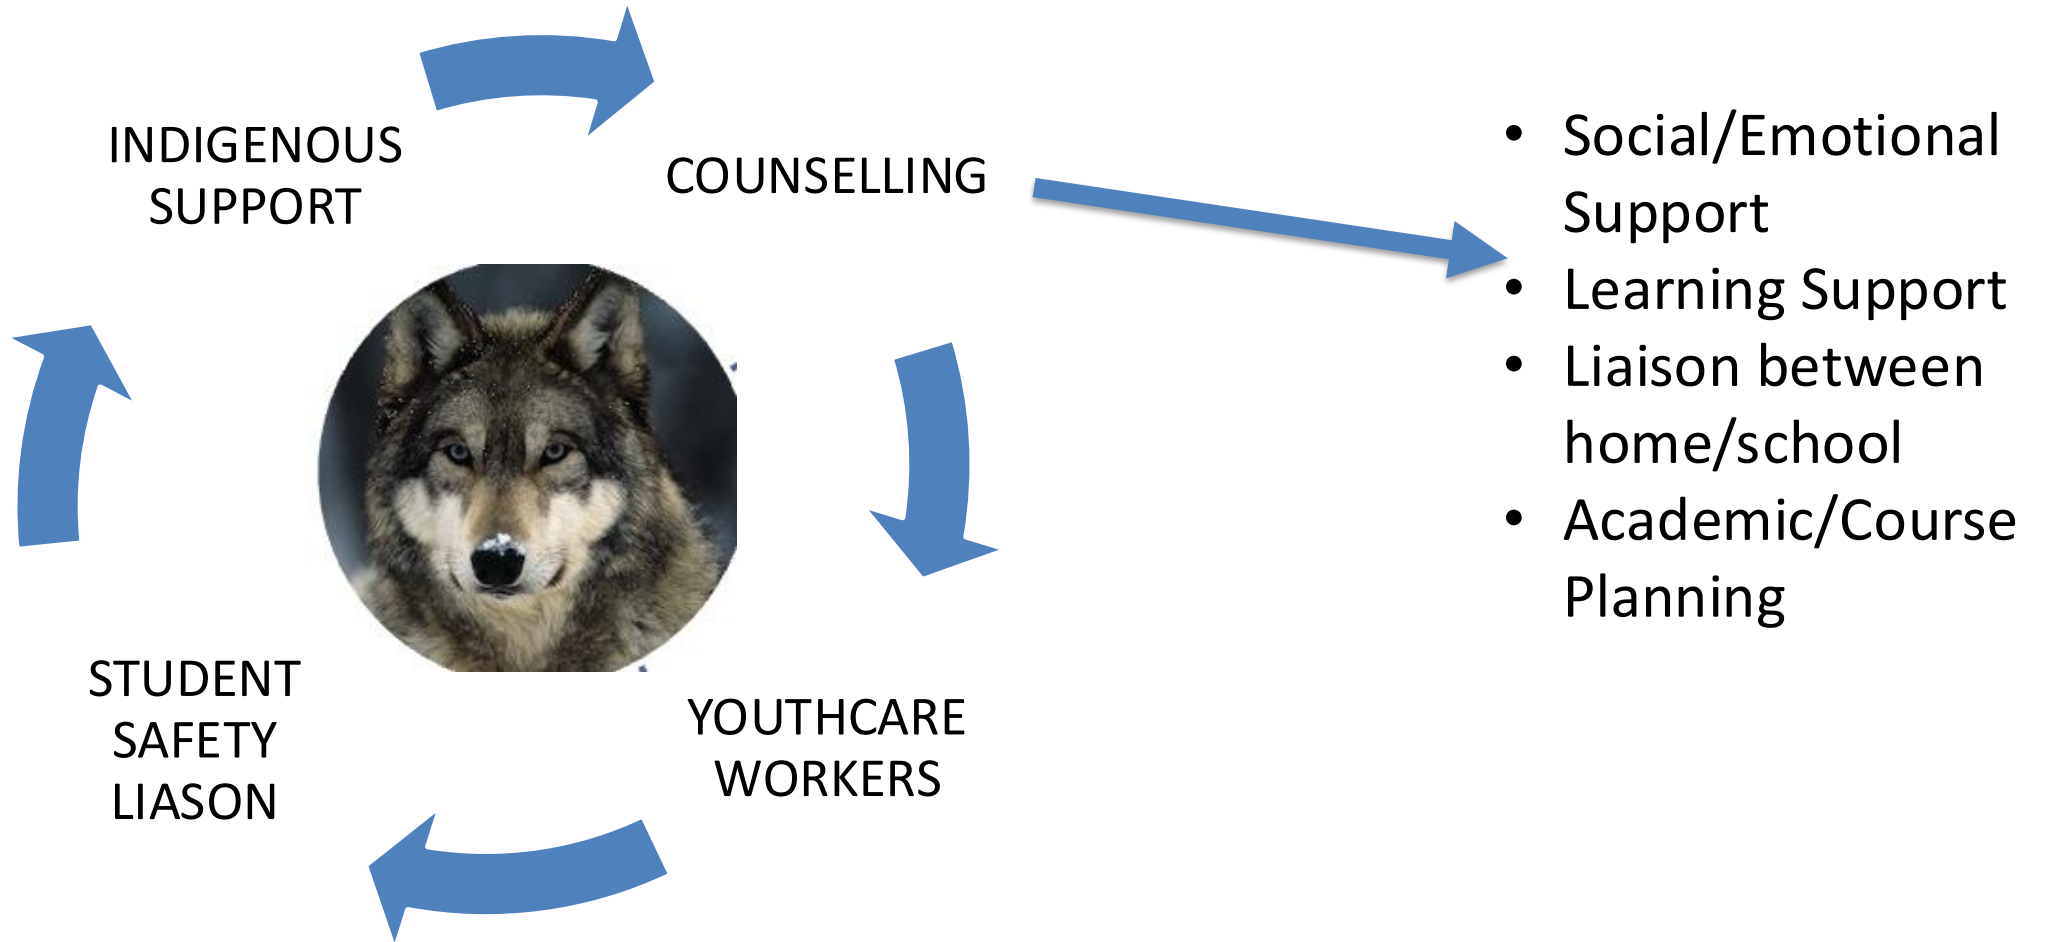 INDIGENOUS
SUPPORT
COUNSELLING
YOUTHCARE
WORKERS
STUDENT
SAFETY
LIASON
• Social/Emotional
Support
• Learning Support
• Liaison between
home/school
• Academic/Course
Planning